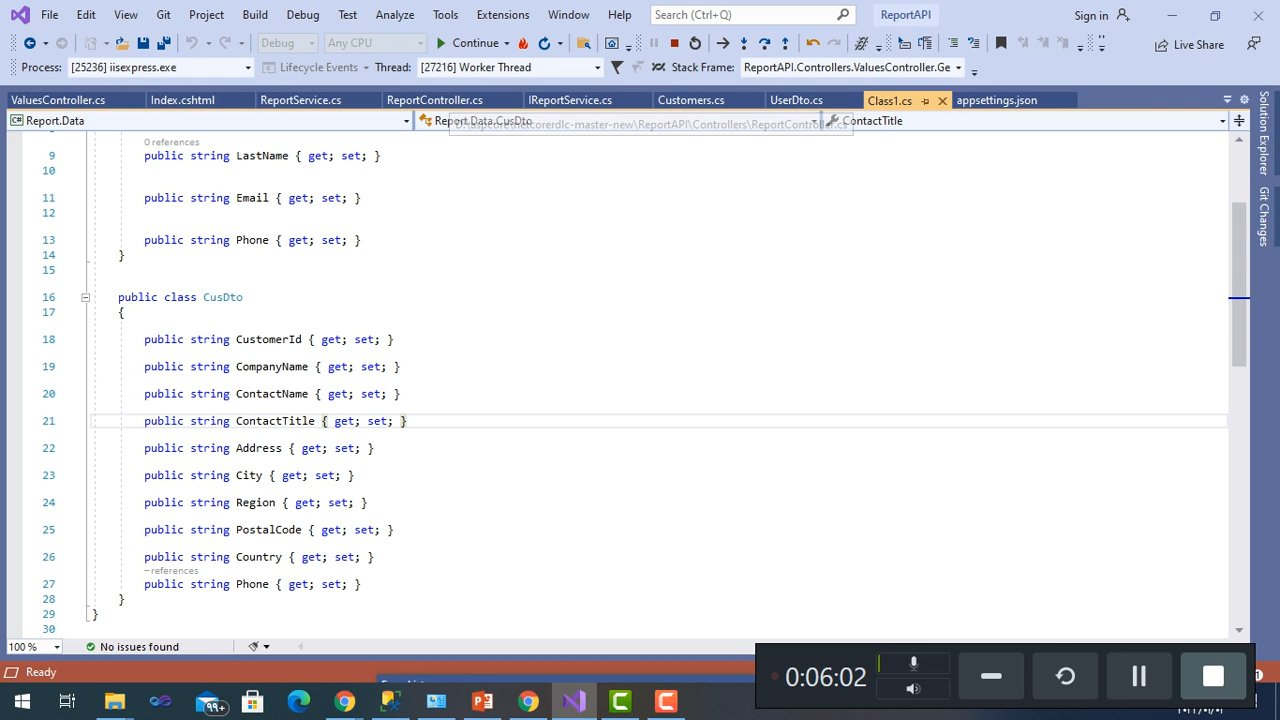 File Edit View Git Project Build Debug Test Analyze Tools Extensions Window Help Search (Ctrl+Q) ReportAPI Sign in
Debug Any CPU Continue Live Share
Process: [25236] iisexpress.exe Lifecycle Events Thread: [27216] Worker Thread Stack Frame: ReportAPI.Controllers.ValuesController.Ge
ValuesController.cs Index.cshtml ReportService.cs ReportController.cs IReportService.cs Customers.cs UserDto.cs Class1.cs appsettings.json
Report.Data Report.Data.CusDto ContactTitle
0 references
9 public string LastName { get; set; }
10
11 public string Email { get; set; }
12
13 public string Phone { get; set; }
14 }
15
16 public class CusDto
17 {
18 public string CustomerId { get; set; }
19 public string CompanyName { get; set; }
20 public string ContactName { get; set; }
21 public string ContactTitle { get; set; }
22 public string Address { get; set; }
23 public string City { get; set; }
24 public string Region { get; set; }
25 public string PostalCode { get; set; }
26 public string Country { get; set; }
– references
27 public string Phone { get; set; }
28 }
29 }
30
100 % No issues found
Ready
0:06:02
99+
Solution Explorer
Git Changes